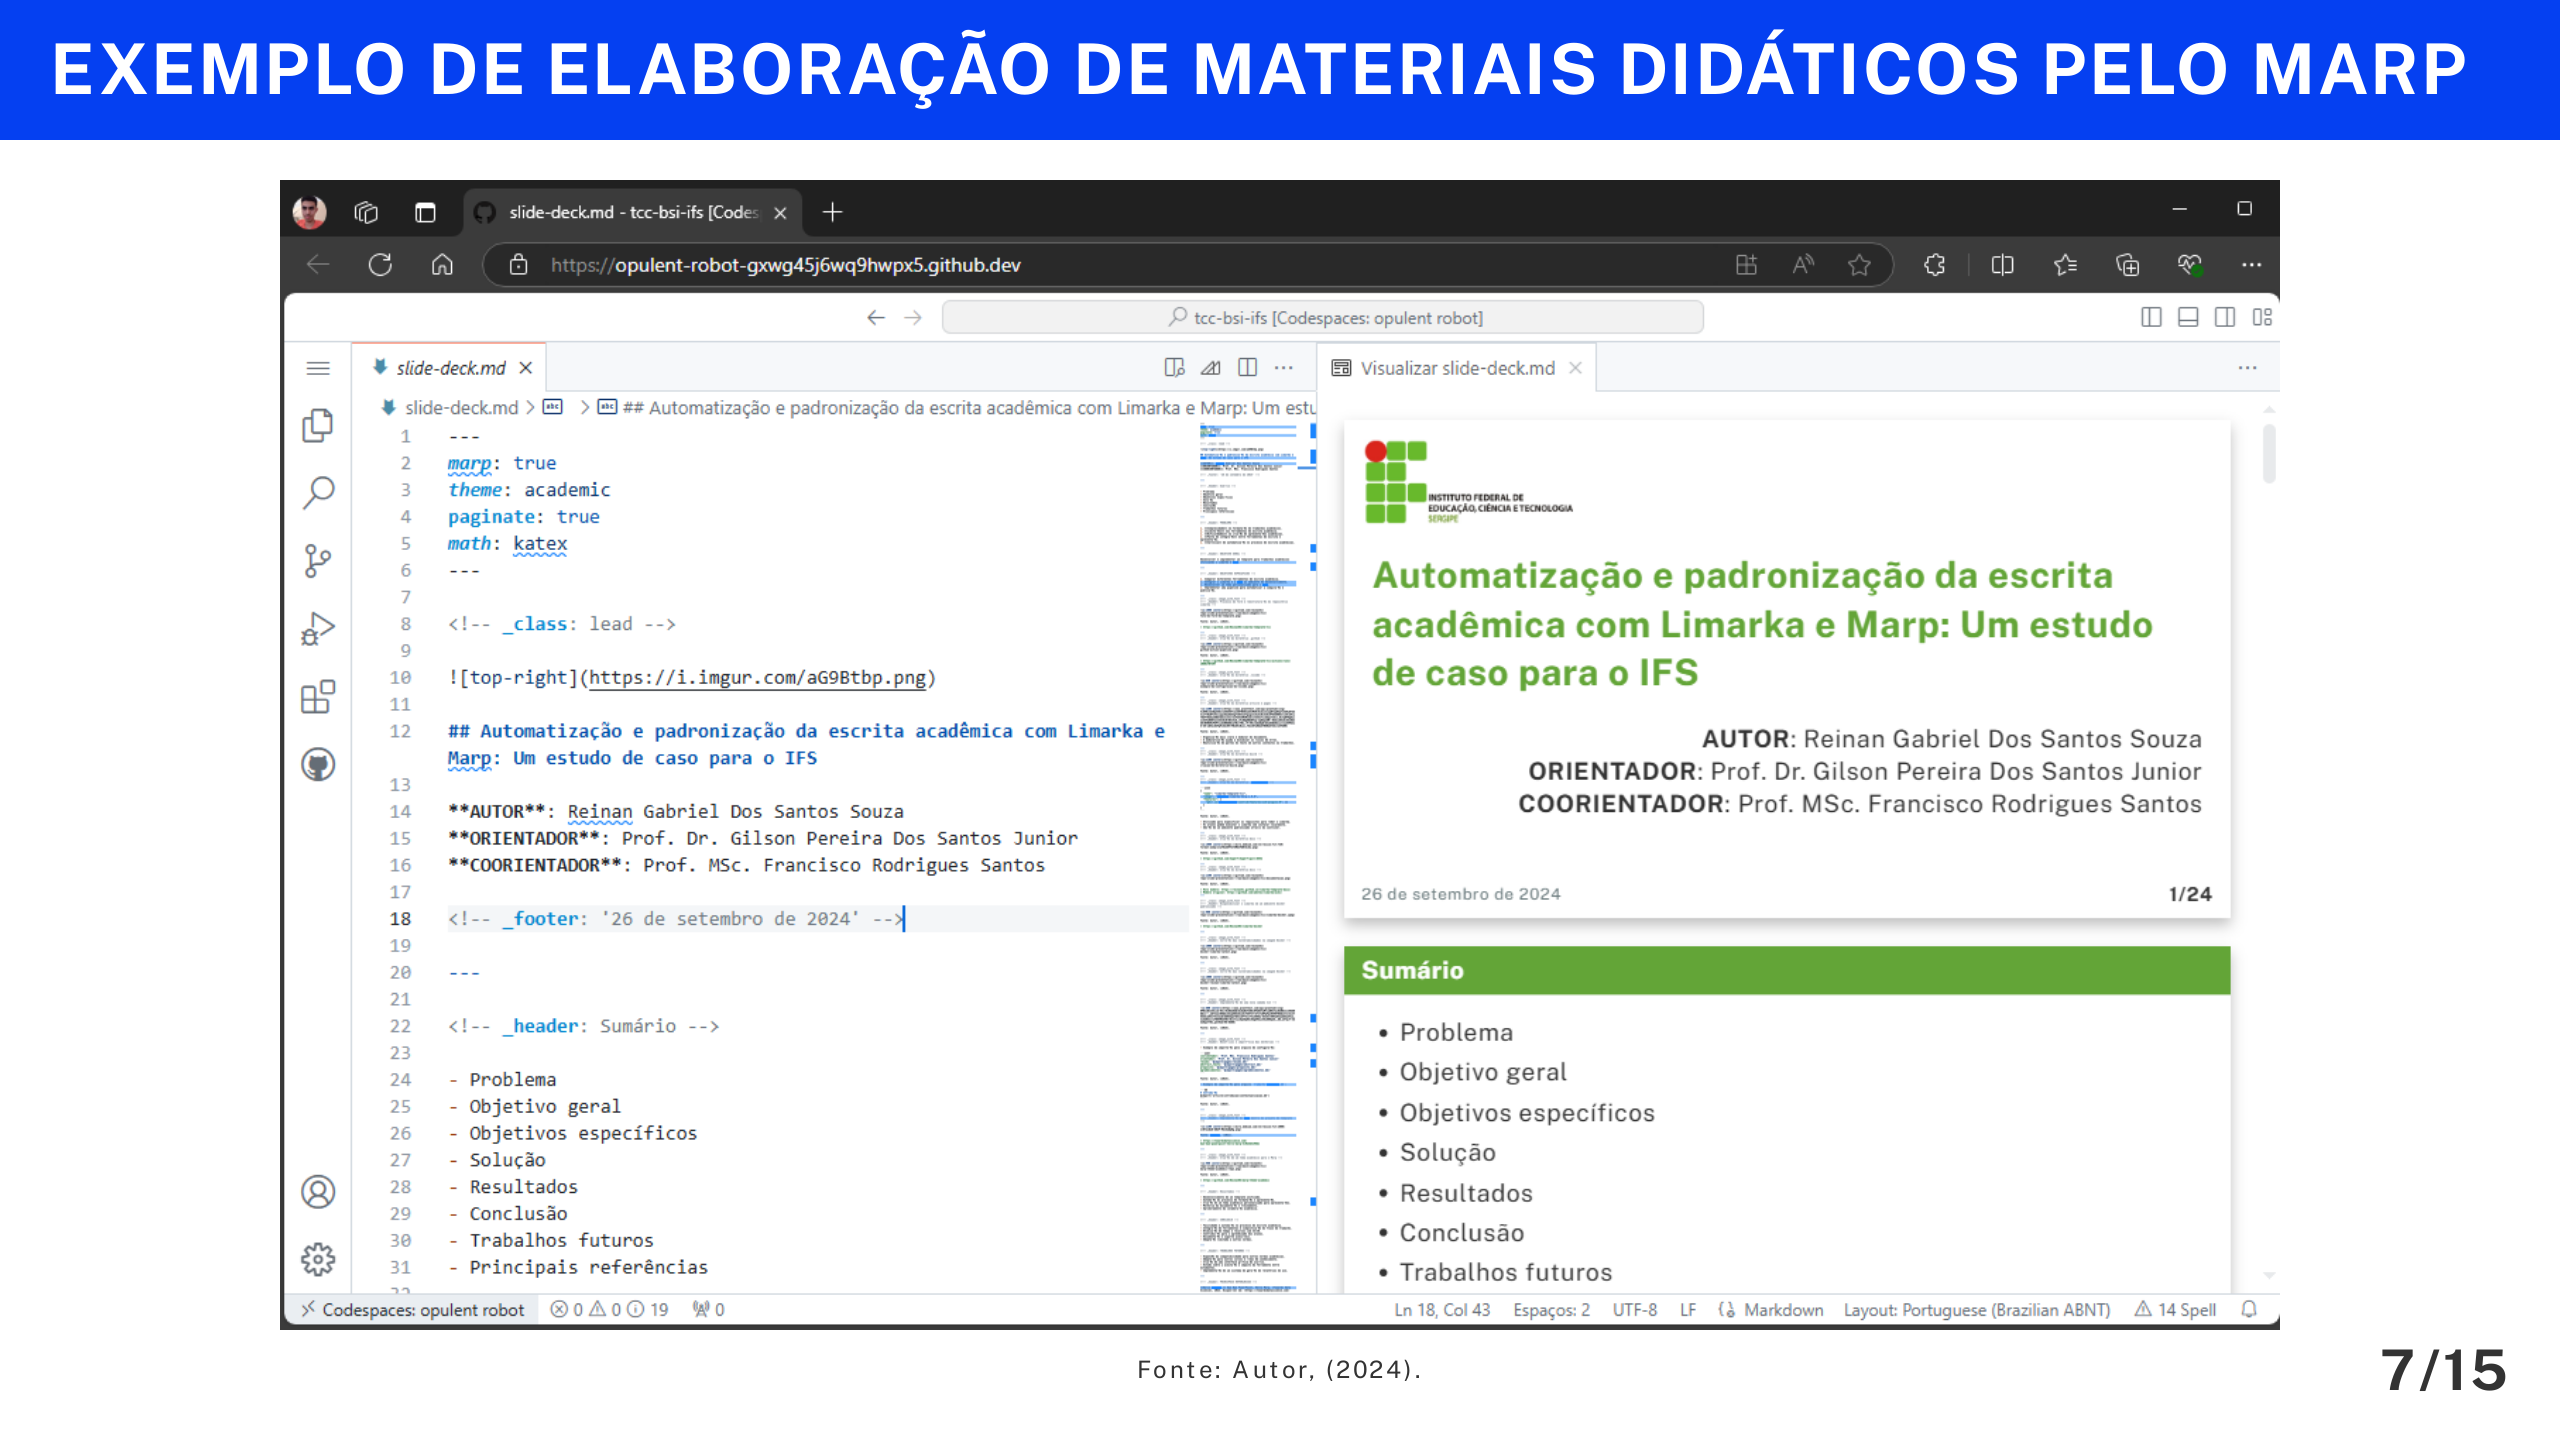 EXEMPLO DE ELABORAÇÃO DE MATERIAIS DIDÁTICOS PELO MARP
slide-deck.md - tcc-bsi-ifs [Codes
https://opulent-robot-gxwg45j6wq9hwpx5.github.dev
tcc-bsi-ifs [Codespaces: opulent robot]
slide-deck.md
slide-deck.md > abc > abc ## Automatização e padronização da escrita acadêmica com Limarka e Marp: Um estu
1 ---
2 marp: true
3 theme: academic
4 paginate: true
5 math: katex
6 ---
7
8 <!-- _class: lead -->
9
10 ![top-right](https://i.imgur.com/aG9Btbp.png)
11
12 ## Automatização e padronização da escrita acadêmica com Limarka e
Marp: Um estudo de caso para o IFS
13
14 **AUTOR**: Reinan Gabriel Dos Santos Souza
15 **ORIENTADOR**: Prof. Dr. Gilson Pereira Dos Santos Junior
16 **COORIENTADOR**: Prof. MSc. Francisco Rodrigues Santos
17
18 <!-- _footer: '26 de setembro de 2024' -->
19
20 ---
21
22 <!-- _header: Sumário -->
23
24 - Problema
25 - Objetivo geral
26 - Objetivos específicos
27 - Solução
28 - Resultados
29 - Conclusão
30 - Trabalhos futuros
31 - Principais referências
Visualizar slide-deck.md
INSTITUTO FEDERAL DE
EDUCAÇÃO, CIÊNCIA E TECNOLOGIA
SERGIPE
Automatização e padronização da escrita
acadêmica com Limarka e Marp: Um estudo
de caso para o IFS
AUTOR: Reinan Gabriel Dos Santos Souza
ORIENTADOR: Prof. Dr. Gilson Pereira Dos Santos Junior
COORIENTADOR: Prof. MSc. Francisco Rodrigues Santos
26 de setembro de 2024
1/24
Sumário
• Problema
• Objetivo geral
• Objetivos específicos
• Solução
• Resultados
• Conclusão
• Trabalhos futuros
Codespaces: opulent robot 0 0 19 0
Ln 18, Col 43 Espaços: 2 UTF-8 LF Markdown Layout: Portuguese (Brazilian ABNT) 14 Spell
Fonte: Autor, (2024).
7/15